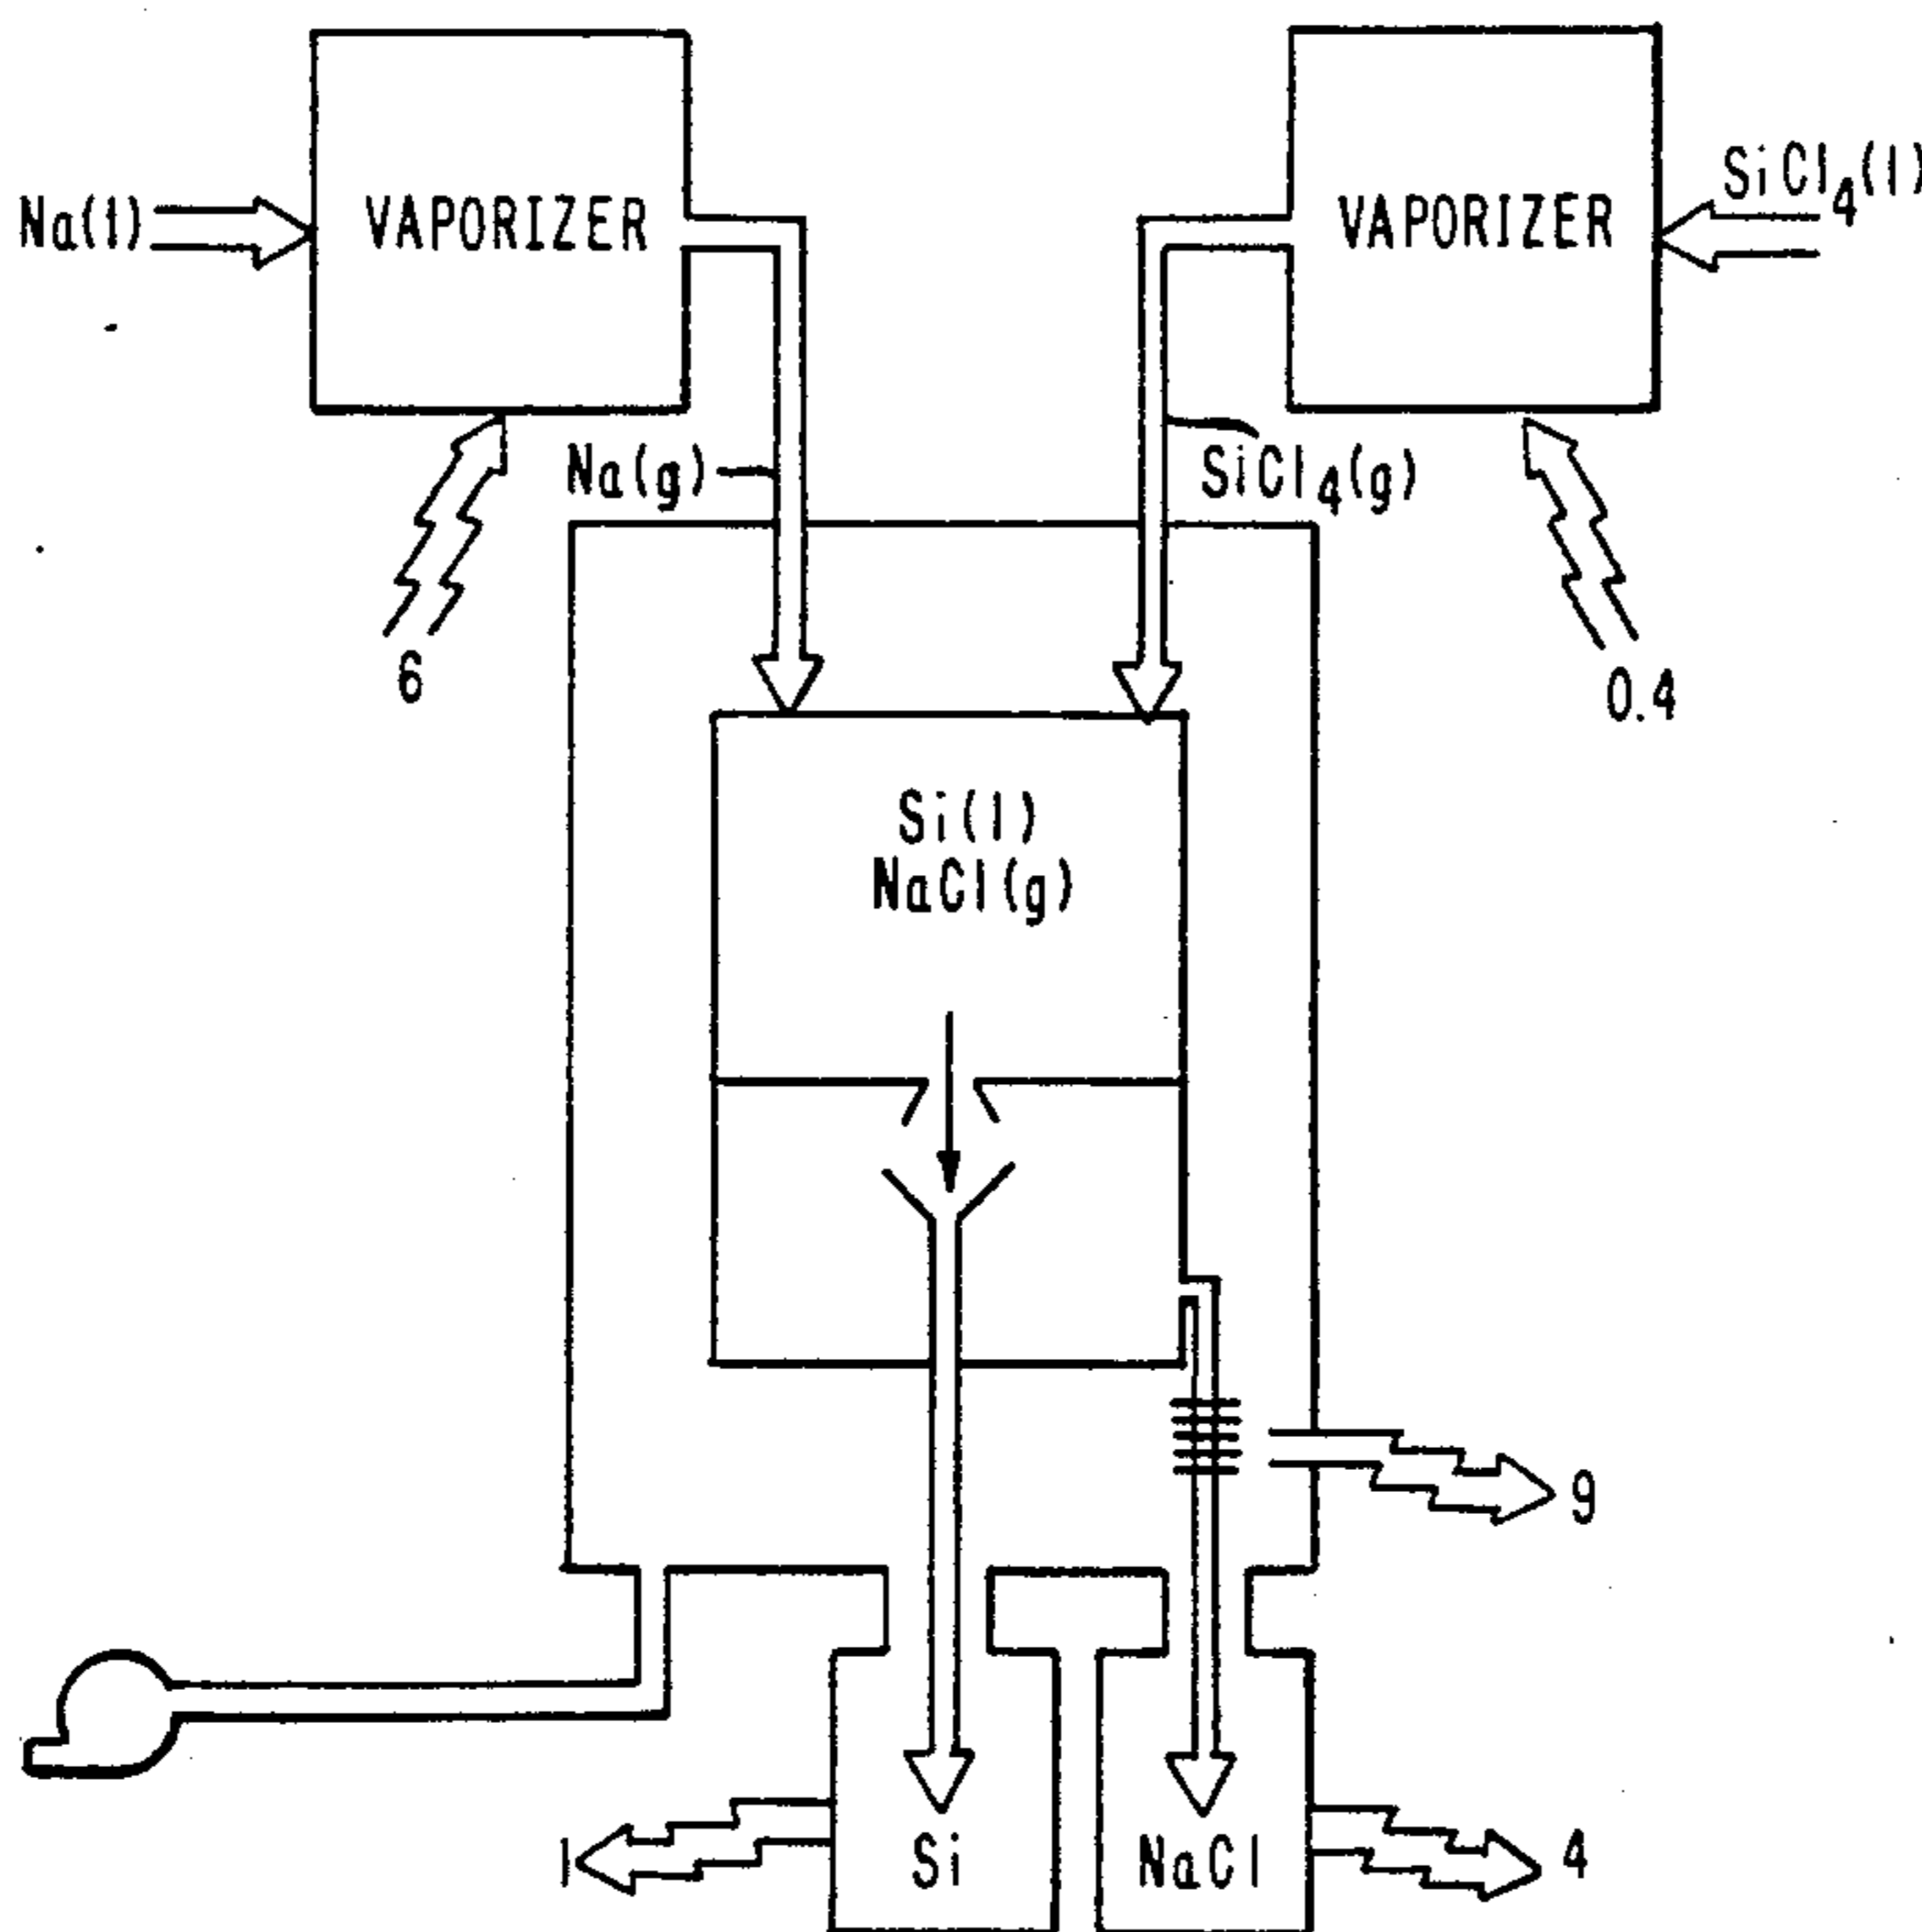 Na(l)
VAPORIZER
VAPORIZER
SiCl4(l)
Na(g)
SiCl4(g)
6
0.4
Si(l)
NaCl(g)
9
1
Si
NaCl
4